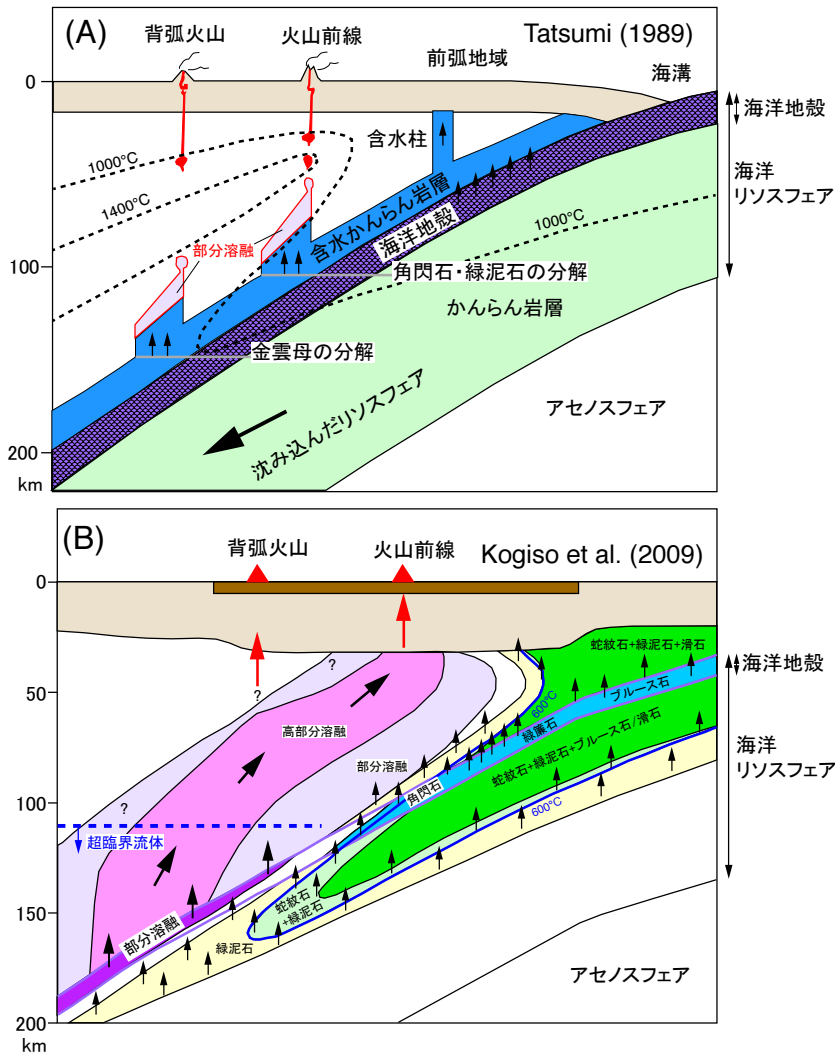 (A)
Tatsumi (1989)
背弧火山
火山前線
前弧地域
海溝
0
海洋地殻
含水柱
1000°C
海洋
リソスフェア
1400°C
含水かんらん岩層
海洋地殻
1000°C
部分溶融
100
角閃石・緑泥石の分解
かんらん岩層
金雲母の分解
アセノスフェア
沈み込んだリソスフェア
200
km
(B)
Kogiso et al. (2009)
背弧火山
火山前線
0
蛇紋石+緑泥石+滑石
海洋地殻
?
?
ブルース石
50
600°C
緑簾石
高部分溶融
海洋
リソスフェア
部分溶融
蛇紋石+緑泥石+ブルース石/滑石
角閃石
100
?
600°C
超臨界流体
蛇紋石
+緑泥石
150
部分溶融
緑泥石
アセノスフェア
200
km